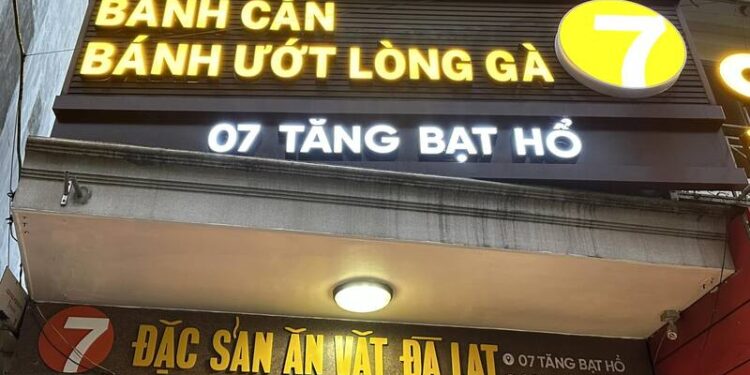 BÁNH CĂN
BÁNH ƯỚT LÒNG GÀ
7
07 TĂNG BẠT HỔ
7 ĐẶC SẢN ĂN VẶT ĐÀ LẠT 07 TĂNG BẠT HỔ